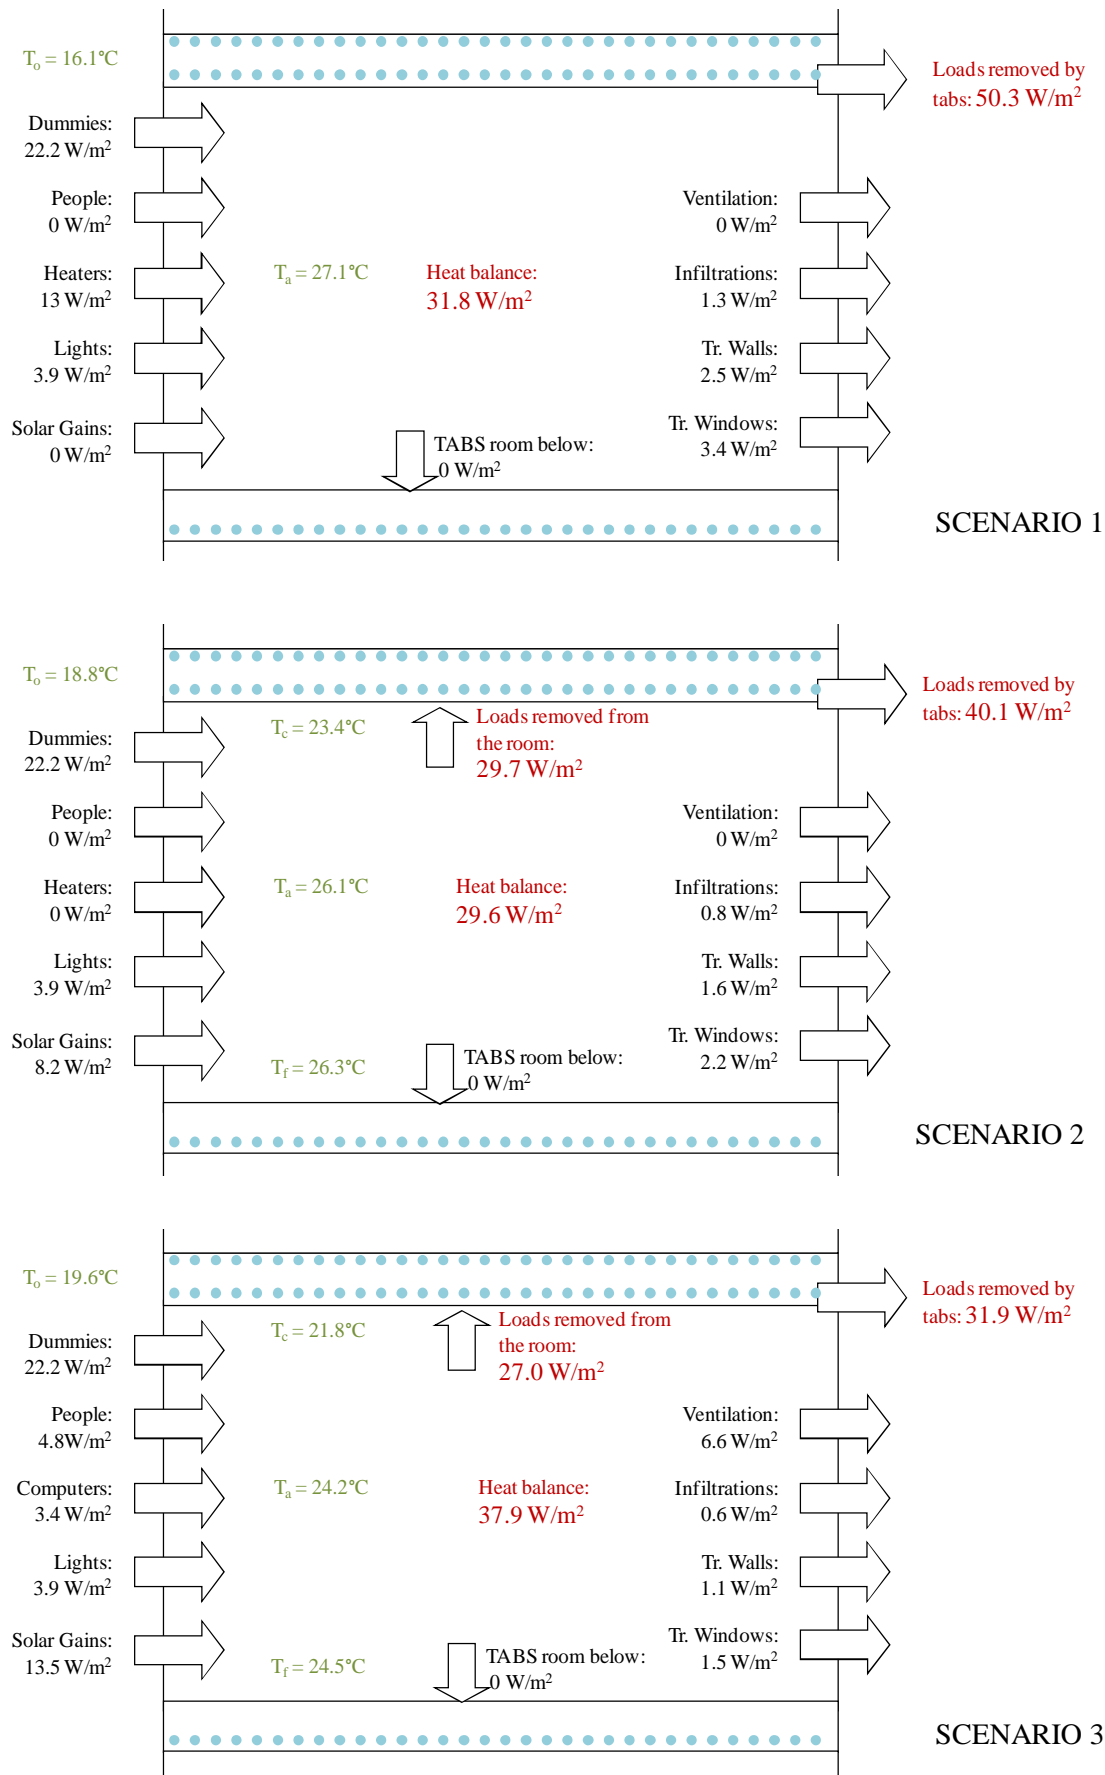 T₀ = 16.1°C
Loads removed by
tabs: 50.3 W/m²
Dummies:
22.2 W/m²
People:
0 W/m²
Ventilation:
0 W/m²
Heaters:
13 W/m²
Tₐ = 27.1°C
Heat balance:
31.8 W/m²
Infiltrations:
1.3 W/m²
Lights:
3.9 W/m²
Tr. Walls:
2.5 W/m²
Solar Gains:
0 W/m²
TABS room below:
0 W/m²
Tr. Windows:
3.4 W/m²
SCENARIO 1
T₀ = 18.8°C
Loads removed by
tabs: 40.1 W/m²
T_c = 23.4°C
Loads removed from
the room:
29.7 W/m²
Dummies:
22.2 W/m²
People:
0 W/m²
Ventilation:
0 W/m²
Heaters:
0 W/m²
Tₐ = 26.1°C
Heat balance:
29.6 W/m²
Infiltrations:
0.8 W/m²
Lights:
3.9 W/m²
Tr. Walls:
1.6 W/m²
Solar Gains:
8.2 W/m²
T_f = 26.3°C
TABS room below:
0 W/m²
Tr. Windows:
2.2 W/m²
SCENARIO 2
T₀ = 19.6°C
Loads removed by
tabs: 31.9 W/m²
T_c = 21.8°C
Loads removed from
the room:
27.0 W/m²
Dummies:
22.2 W/m²
People:
4.8W/m²
Ventilation:
6.6 W/m²
Computers:
3.4 W/m²
Tₐ = 24.2°C
Heat balance:
37.9 W/m²
Infiltrations:
0.6 W/m²
Lights:
3.9 W/m²
Tr. Walls:
1.1 W/m²
Solar Gains:
13.5 W/m²
T_f = 24.5°C
TABS room below:
0 W/m²
Tr. Windows:
1.5 W/m²
SCENARIO 3